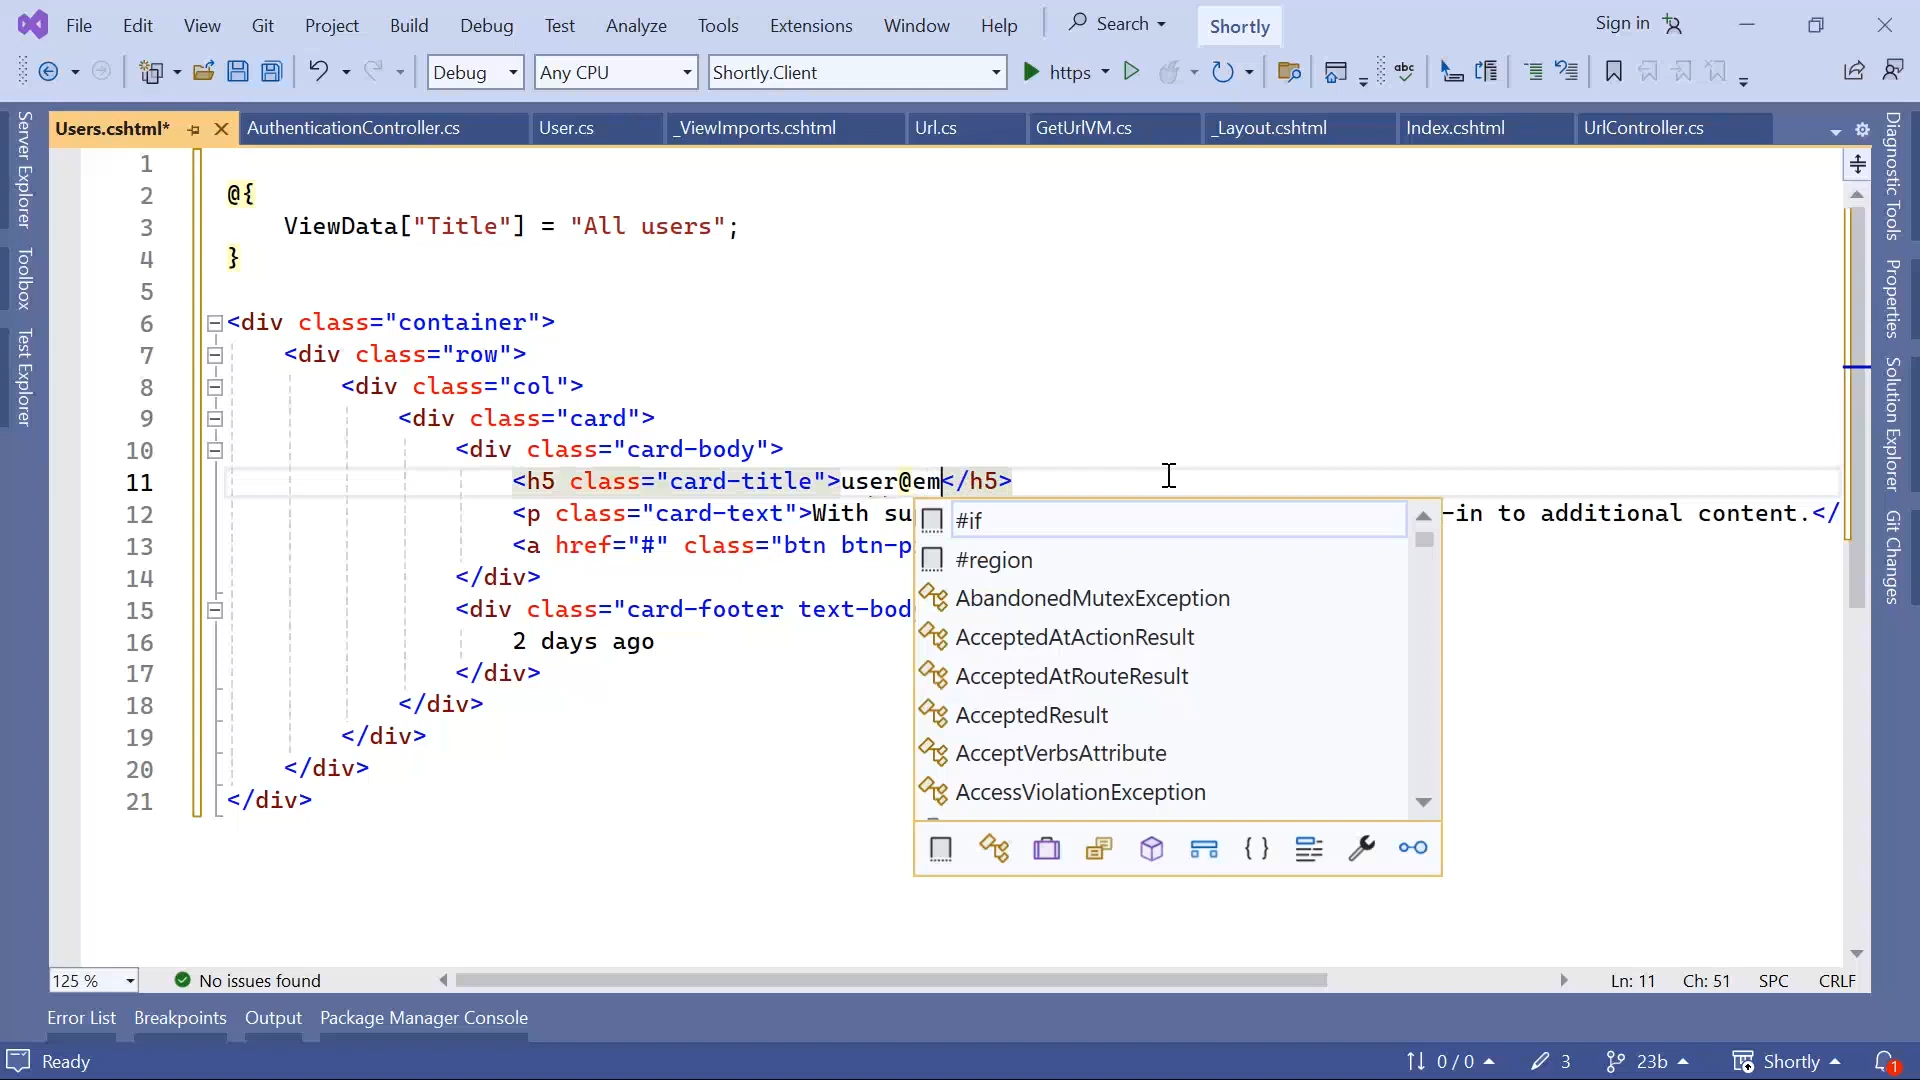 File Edit View Git Project Build Debug Test Analyze Tools Extensions Window Help Search Shortly Sign in
Debug Any CPU Shortly.Client https abc
Users.cshtml* AuthenticationController.cs User.cs _ViewImports.cshtml Url.cs GetUrlVM.cs _Layout.cshtml Index.cshtml UrlController.cs
Server Explorer
Toolbox
Test Explorer
1
2 @{
3 ViewData["Title"] = "All users";
4 }
5
6 <div class="container">
7 <div class="row">
8 <div class="col">
9 <div class="card">
10 <div class="card-body">
11 <h5 class="card-title">user@em</h5>
12 <p class="card-text">With su -in to additional content.</
13 <a href="#" class="btn btn-p
14 </div>
15 <div class="card-footer text-bod
16 2 days ago
17 </div>
18 </div>
19 </div>
20 </div>
21 </div>
#if
#region
AbandonedMutexException
AcceptedAtActionResult
AcceptedAtRouteResult
AcceptedResult
AcceptVerbsAttribute
AccessViolationException
Diagnostic Tools
Properties
Solution Explorer
Git Changes
125 % No issues found Ln: 11 Ch: 51 SPC CRLF
Error List Breakpoints Output Package Manager Console
Ready 0 / 0 3 23b Shortly 1